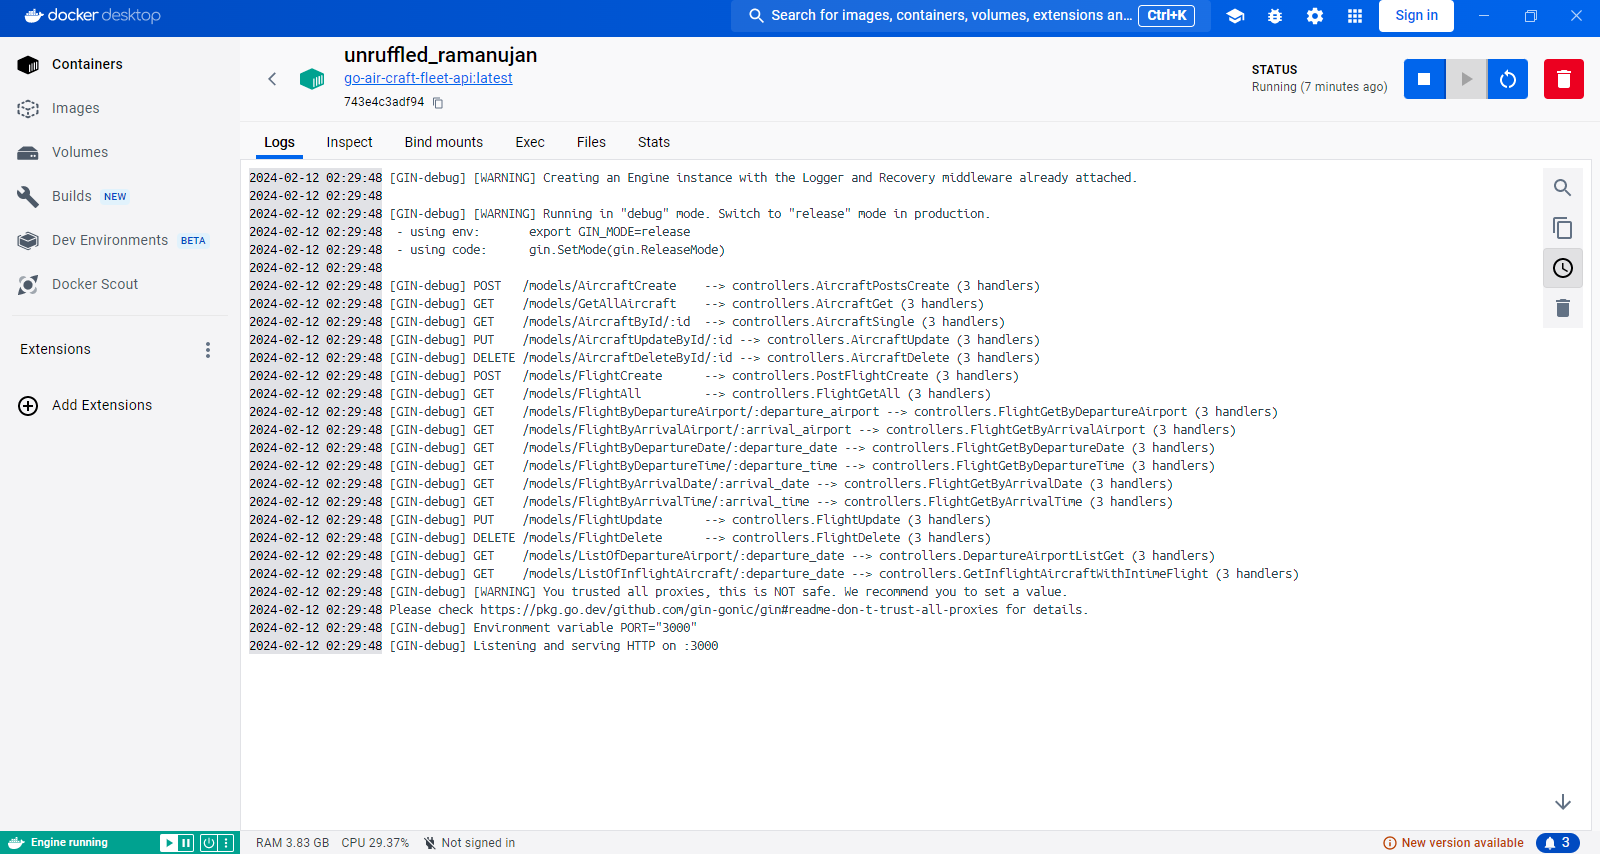 docker desktop
Search for images, containers, volumes, extensions an... Ctrl+K
Sign in
Containers
Images
Volumes
Builds NEW
Dev Environments BETA
Docker Scout
Extensions
Add Extensions
unruffled_ramanujan
go-air-craft-fleet-api:latest
743e4c3adf94
STATUS
Running (7 minutes ago)
Logs Inspect Bind mounts Exec Files Stats
2024-02-12 02:29:48 [GIN-debug] [WARNING] Creating an Engine instance with the Logger and Recovery middleware already attached.
2024-02-12 02:29:48
2024-02-12 02:29:48 [GIN-debug] [WARNING] Running in "debug" mode. Switch to "release" mode in production.
2024-02-12 02:29:48  - using env:       export GIN_MODE=release
2024-02-12 02:29:48  - using code:      gin.SetMode(gin.ReleaseMode)
2024-02-12 02:29:48
2024-02-12 02:29:48 [GIN-debug] POST   /models/AircraftCreate    --> controllers.AircraftPostsCreate (3 handlers)
2024-02-12 02:29:48 [GIN-debug] GET    /models/GetAllAircraft    --> controllers.AircraftGet (3 handlers)
2024-02-12 02:29:48 [GIN-debug] GET    /models/AircraftById/:id  --> controllers.AircraftSingle (3 handlers)
2024-02-12 02:29:48 [GIN-debug] PUT    /models/AircraftUpdateById/:id --> controllers.AircraftUpdate (3 handlers)
2024-02-12 02:29:48 [GIN-debug] DELETE /models/AircraftDeleteById/:id --> controllers.AircraftDelete (3 handlers)
2024-02-12 02:29:48 [GIN-debug] POST   /models/FlightCreate      --> controllers.PostFlightCreate (3 handlers)
2024-02-12 02:29:48 [GIN-debug] GET    /models/FlightAll         --> controllers.FlightGetAll (3 handlers)
2024-02-12 02:29:48 [GIN-debug] GET    /models/FlightByDepartureAirport/:departure_airport --> controllers.FlightGetByDepartureAirport (3 handlers)
2024-02-12 02:29:48 [GIN-debug] GET    /models/FlightByArrivalAirport/:arrival_airport --> controllers.FlightGetByArrivalAirport (3 handlers)
2024-02-12 02:29:48 [GIN-debug] GET    /models/FlightByDepartureDate/:departure_date --> controllers.FlightGetByDepartureDate (3 handlers)
2024-02-12 02:29:48 [GIN-debug] GET    /models/FlightByDepartureTime/:departure_time --> controllers.FlightGetByDepartureTime (3 handlers)
2024-02-12 02:29:48 [GIN-debug] GET    /models/FlightByArrivalDate/:arrival_date --> controllers.FlightGetByArrivalDate (3 handlers)
2024-02-12 02:29:48 [GIN-debug] GET    /models/FlightByArrivalTime/:arrival_time --> controllers.FlightGetByArrivalTime (3 handlers)
2024-02-12 02:29:48 [GIN-debug] PUT    /models/FlightUpdate      --> controllers.FlightUpdate (3 handlers)
2024-02-12 02:29:48 [GIN-debug] DELETE /models/FlightDelete      --> controllers.FlightDelete (3 handlers)
2024-02-12 02:29:48 [GIN-debug] GET    /models/ListOfDepartureAirport/:departure_date --> controllers.DepartureAirportListGet (3 handlers)
2024-02-12 02:29:48 [GIN-debug] GET    /models/ListOfInflightAircraft/:departure_date --> controllers.GetInflightAircraftWithIntimeFlight (3 handlers)
2024-02-12 02:29:48 [GIN-debug] [WARNING] You trusted all proxies, this is NOT safe. We recommend you to set a value.
2024-02-12 02:29:48 Please check https://pkg.go.dev/github.com/gin-gonic/gin#readme-don-t-trust-all-proxies for details.
2024-02-12 02:29:48 [GIN-debug] Environment variable PORT="3000"
2024-02-12 02:29:48 [GIN-debug] Listening and serving HTTP on :3000
Engine running
RAM 3.83 GB CPU 29.37% Not signed in
New version available 3